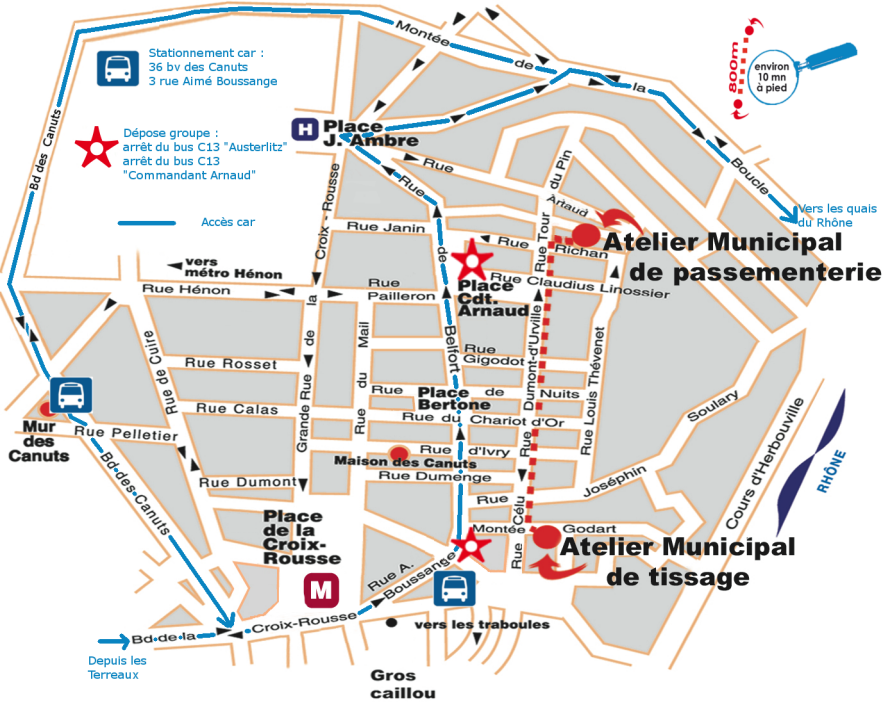 Stationnement car :
36 bv des Canuts
3 rue Aimé Boussange
Dépose groupe :
arrêt du bus C13 "Austerlitz"
arrêt du bus C13
"Commandant Arnaud"
Accès car
800m
environ
10 mn
à pied
Montée
de
la
Boucle
Vers les quais
du Rhône
Bd des Canuts
H
Place
J. Ambre
Rue
Artaud
Rue Tour
du Pin
Rue
de
Belfort
Croix - Rousse
la
de
Grande Rue
Rue Janin
Rue
Richan
Atelier Municipal
de passementerie
vers
métro Hénon
Rue Hénon
Rue
Pailleron
Rue Claudius Linossier
Place
Cdt.
Arnaud
Rue de Cuire
Rue du Mail
Rue
Gigodot
Rue Dumont-d'Urville
Rue Louis Thévenet
Rue Rosset
Rue de Nuits
Place
Bertone
Rue Calas
Rue du Chariot d'Or
Soulary
Joséphin
Rue
Cours d'Herbouville
RHÔNE
Mur
des
Canuts
Rue Pelletier
Bd-des-Canuts
Rue d'Ivry
Maison des Canuts
Rue Dumont
Rue Dumenge
Rue Célu
Montée Godart
Place
de la
Croix-
Rousse
M
Rue A.
Boussange
Atelier Municipal
de tissage
Bd-de-la
Croix-Rousse
vers les traboules
Depuis les
Terreaux
Gros
caillou